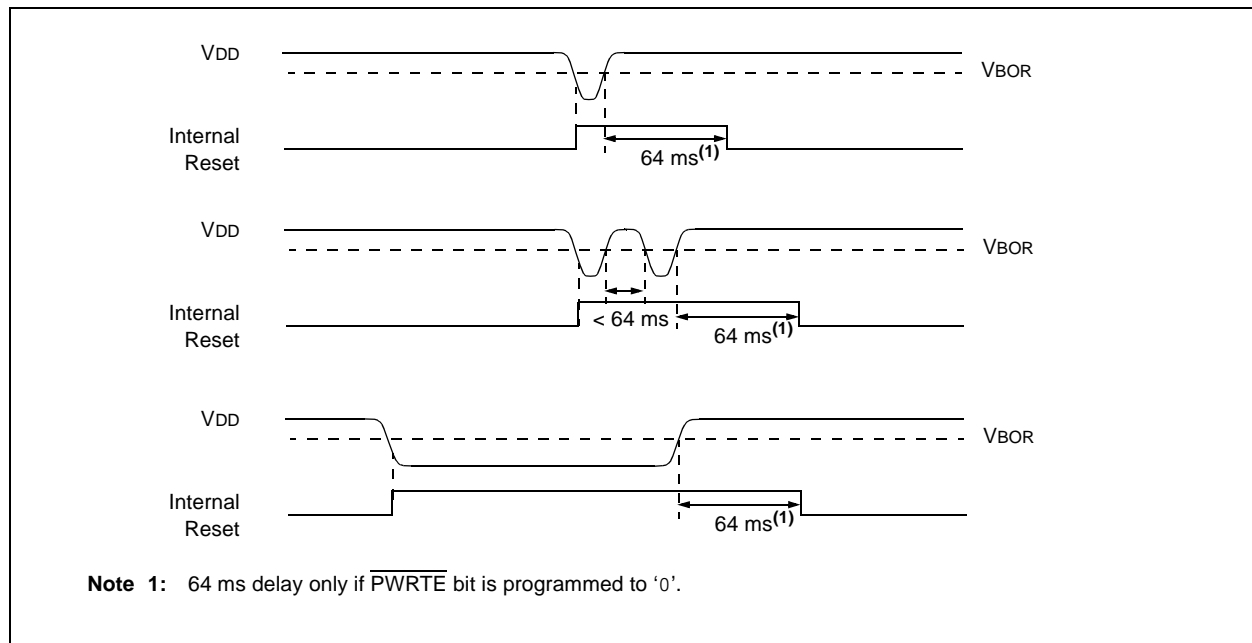 VDD
VBOR
Internal
Reset
64 ms(1)
VDD
VBOR
Internal
Reset
< 64 ms
64 ms(1)
VDD
VBOR
Internal
Reset
64 ms(1)
Note 1: 64 ms delay only if PWRTE bit is programmed to ‘0’.